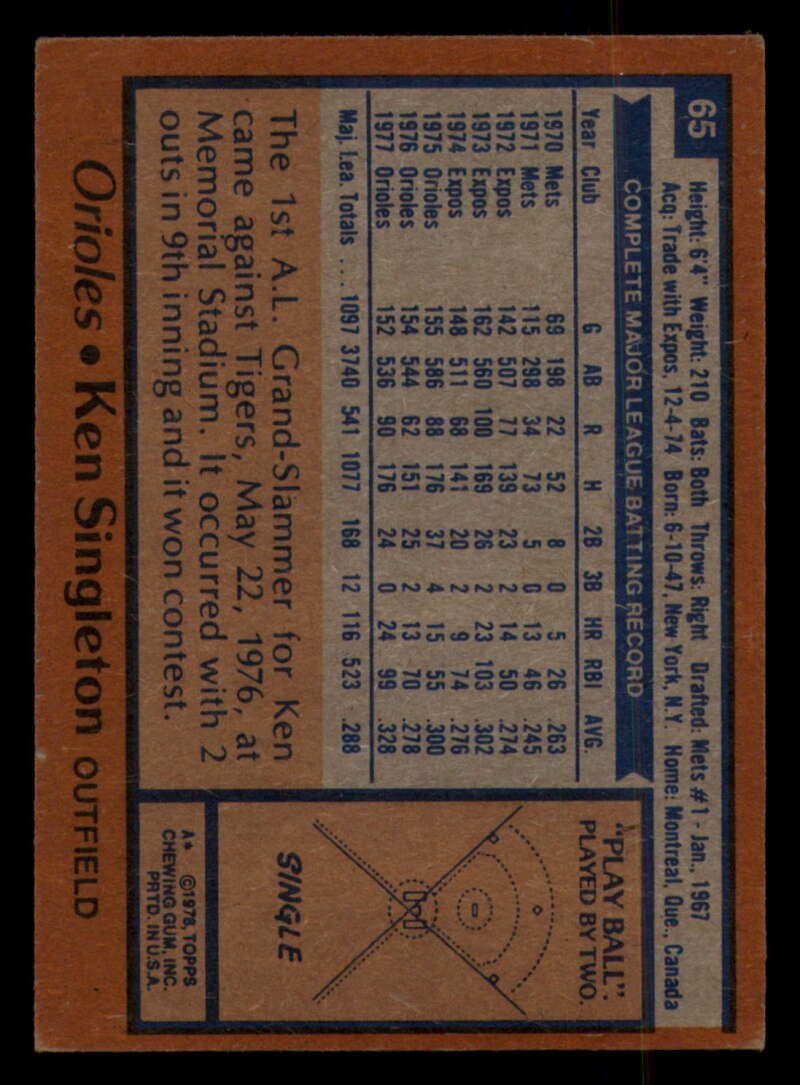 65
Height: 6'4" Weight: 210 Bats: Both Throws: Right Drafted: Mets #1 - Jan., 1967
Acq: Trade with Expos, 12-4-74 Born: 6-10-47, New York, N.Y. Home: Montreal, Que., Canada
COMPLETE MAJOR LEAGUE BATTING RECORD
Year Club G AB R H 2B 3B HR RBI AVG.
1970 Mets 69 198 22 52 8 0 5 26 .263
1971 Mets 115 298 34 73 5 0 13 46 .245
1972 Expos 142 507 77 139 23 2 14 50 .274
1973 Expos 162 560 100 169 26 2 23 103 .302
1974 Expos 148 511 68 141 20 2 9 74 .276
1975 Orioles 155 586 88 176 37 4 15 55 .300
1976 Orioles 154 544 62 151 25 2 13 70 .278
1977 Orioles 152 536 90 176 24 0 24 99 .328
Maj. Lea. Totals .... 1097 3740 541 1077 168 12 116 523 .288
The 1st A.L. Grand-Slammer for Ken
came against Tigers, May 22, 1976, at
Memorial Stadium. It occurred with 2
outs in 9th inning and it won contest.
Orioles • Ken Singleton OUTFIELD
"PLAY BALL".
PLAYED BY TWO.
SINGLE
A* ©1978, TOPPS
CHEWING GUM, INC.
PRTD. IN U.S.A.